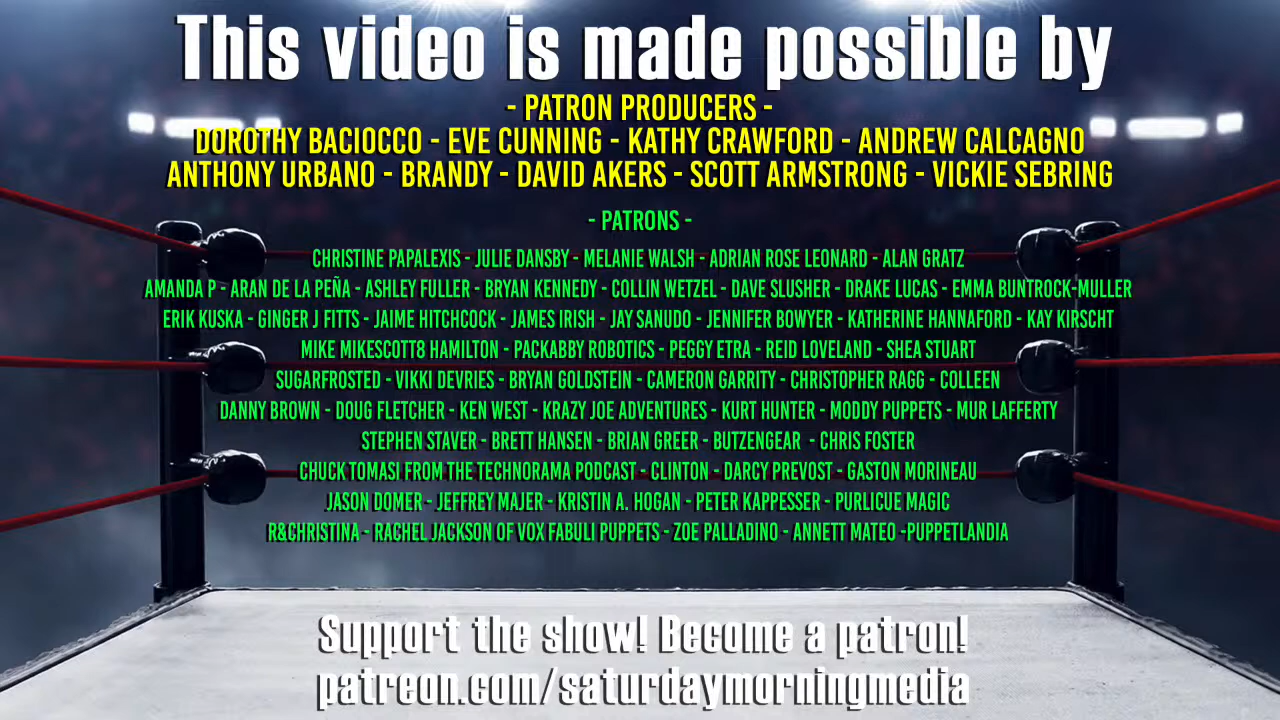 This video is made possible by
- PATRON PRODUCERS -
DOROTHY BACIOCCO - EVE CUNNING - KATHY CRAWFORD - ANDREW CALCAGNO
ANTHONY URBANO - BRANDY - DAVID AKERS - SCOTT ARMSTRONG - VICKIE SEBRING
- PATRONS -
CHRISTINE PAPALEXIS - JULIE DANSBY - MELANIE WALSH - ADRIAN ROSE LEONARD - ALAN GRATZ
AMANDA P - ARAN DE LA PEÑA - ASHLEY FULLER - BRYAN KENNEDY - COLLIN WETZEL - DAVE SLUSHER - DRAKE LUCAS - EMMA BUNTROCK-MULLER
ERIK KUSKA - GINGER J FITTS - JAIME HITCHCOCK - JAMES IRISH - JAY SANUDO - JENNIFER BOWYER - KATHERINE HANNAFORD - KAY KIRSCHT
MIKE MIKESCOTT8 HAMILTON - PACKABBY ROBOTICS - PEGGY ETRA - REID LOVELAND - SHEA STUART
SUGARFROSTED - VIKKI DEVRIES - BRYAN GOLDSTEIN - CAMERON GARRITY - CHRISTOPHER RAGG - COLLEEN
DANNY BROWN - DOUG FLETCHER - KEN WEST - KRAZY JOE ADVENTURES - KURT HUNTER - MODDY PUPPETS - MUR LAFFERTY
STEPHEN STAVER - BRETT HANSEN - BRIAN GREER - BUTZENGEAR - CHRIS FOSTER
CHUCK TOMASI FROM THE TECHNORAMA PODCAST - CLINTON - DARCY PREVOST - GASTON MORINEAU
JASON DOMER - JEFFREY MAJER - KRISTIN A. HOGAN - PETER KAPPESSER - PURLICUE MAGIC
R&CHRISTINA - RACHEL JACKSON OF VOX FABULI PUPPETS - ZOE PALLADINO - ANNETT MATEO -PUPPETLANDIA
Support the show! Become a patron!
patreon.com/saturdaymorningmedia